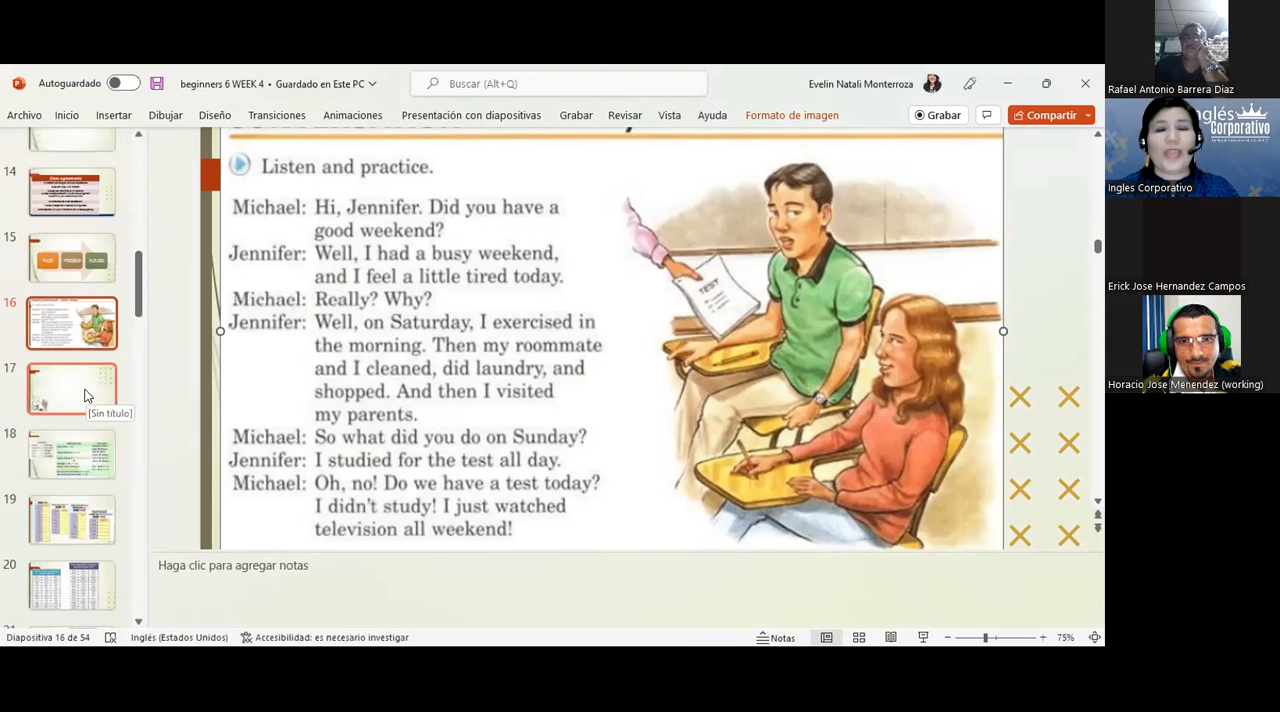 Autoguardado
beginners 6 WEEK 4 • Guardado en Este PC
Buscar (Alt+Q)
Evelin Natali Monterroza
Archivo Inicio Insertar Dibujar Diseño Transiciones Animaciones Presentación con diapositivas Grabar Revisar Vista Ayuda Formato de imagen
Grabar
Compartir
14
15
PAST PRESENT FUTURE
16
17
[Sin título]
18
19
20
Listen and practice.
Michael: Hi, Jennifer. Did you have a
good weekend?
Jennifer: Well, I had a busy weekend,
and I feel a little tired today.
Michael: Really? Why?
Jennifer: Well, on Saturday, I exercised in
the morning. Then my roommate
and I cleaned, did laundry, and
shopped. And then I visited
my parents.
Michael: So what did you do on Sunday?
Jennifer: I studied for the test all day.
Michael: Oh, no! Do we have a test today?
I didn't study! I just watched
television all weekend!
TEST
Haga clic para agregar notas
Diapositiva 16 de 54
Inglés (Estados Unidos)
Accesibilidad: es necesario investigar
Notas
75%
Rafael Antonio Barrera Diaz
Inglés
Corporativo
Ingles Corporativo
Erick Jose Hernandez Campos
Horacio Jose Menendez (working)